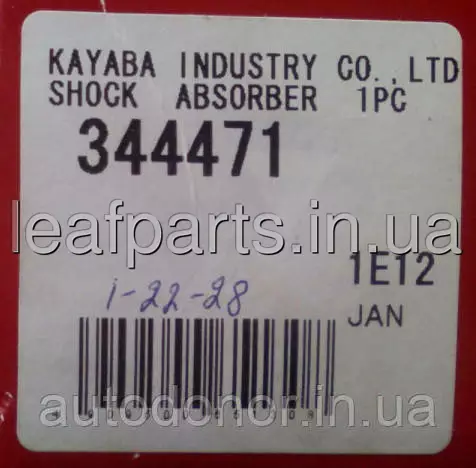 KAYABA INDUSTRY CO.,LTD
SHOCK ABSORBER 1PC
344471
leafparts.in.ua
1E12
1-22-28
JAN
autodonor.in.ua